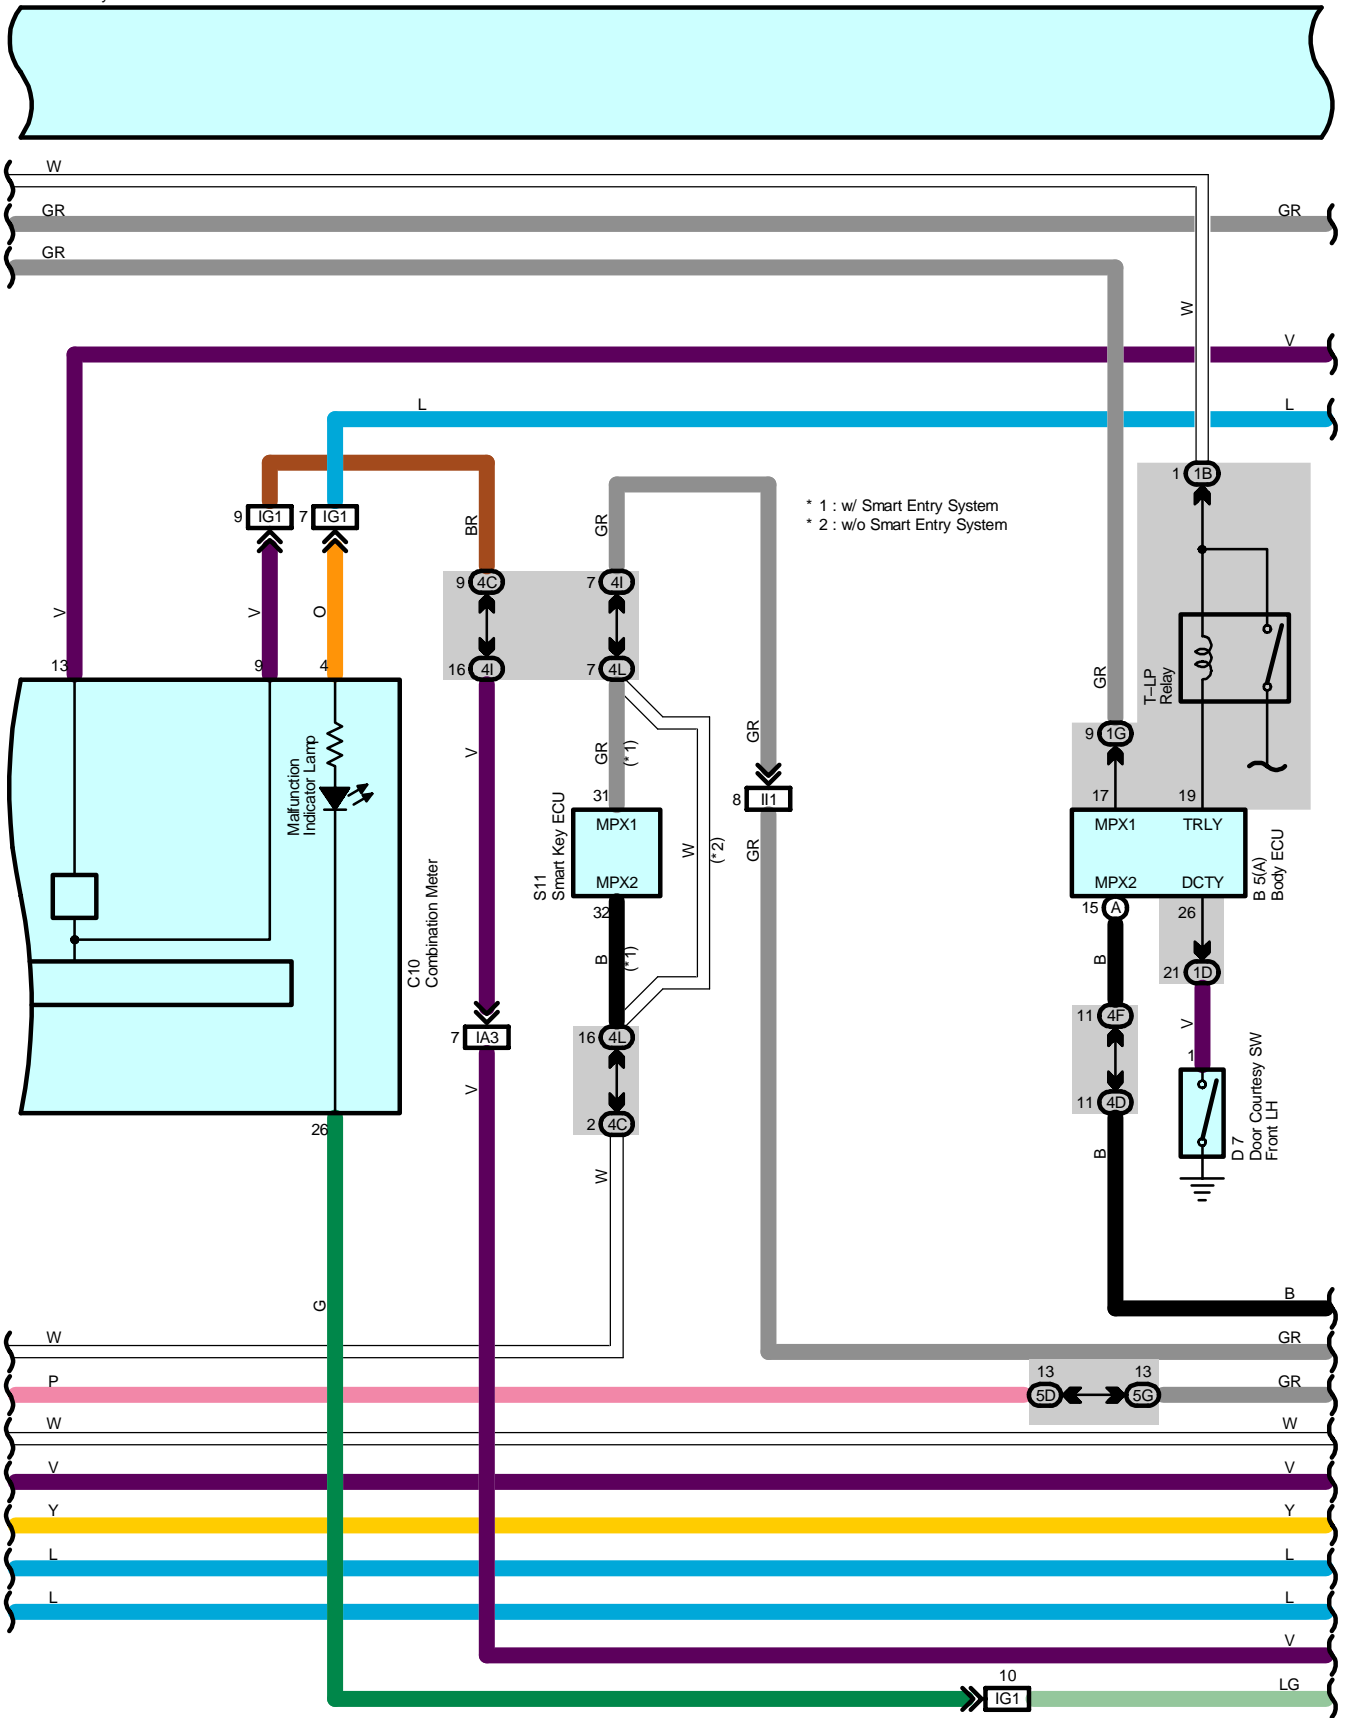 W
GR
GR
GR
W
V
L
L
* 1 : w/ Smart Entry System
* 2 : w/o Smart Entry System
1 1B
9 IG1
7 IG1
BR
GR
9 4C
7 4I
V
V
O
13
9
4
16 4I
7 4L
GR
T–LP
Relay
9 1G
V
GR
(*1)
GR
Malfunction
Indicator Lamp
31
8 II1
17
19
S11
Smart Key ECU
MPX1
MPX2
W
(*2)
GR
MPX1
TRLY
MPX2
DCTY
B 5(A)
Body ECU
C10
Combination Meter
32
15 A
26
B
(*1)
B
21 1D
7 IA3
16 4L
11 4F
V
1
V
2 4C
11 4D
D 7
Door Courtesy SW
Front LH
26
W
B
G
B
W
GR
P
13
5D
13
5G
GR
W
W
V
V
Y
Y
L
L
L
L
V
10
IG1
LG